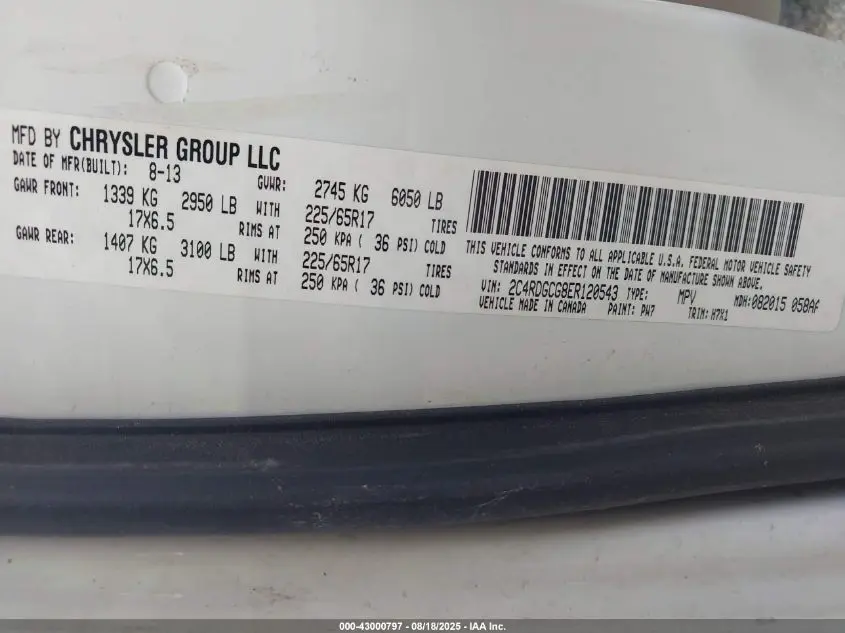 MFD BY CHRYSLER GROUP LLC
DATE OF MFR(BUILT): 8-13 GVWR: 2745 KG 6050 LB
GAWR FRONT: 1339 KG 2950 LB WITH 225/65R17 TIRES
17X6.5 RIMS AT 250 KPA ( 36 PSI) COLD
GAWR REAR: 1407 KG 3100 LB WITH 225/65R17 TIRES
17X6.5 RIMS AT 250 KPA ( 36 PSI) COLD
THIS VEHICLE CONFORMS TO ALL APPLICABLE U.S.A. FEDERAL MOTOR VEHICLE SAFETY
STANDARDS IN EFFECT ON THE DATE OF MANUFACTURE SHOWN ABOVE.
VIN: 2C4RDGCG8ER120543 TYPE: MPV MDH:082015 058AF
VEHICLE MADE IN CANADA PAINT: PW7 TRIM: H7X1
000-43000797 - 08/18/2025 - IAA Inc.